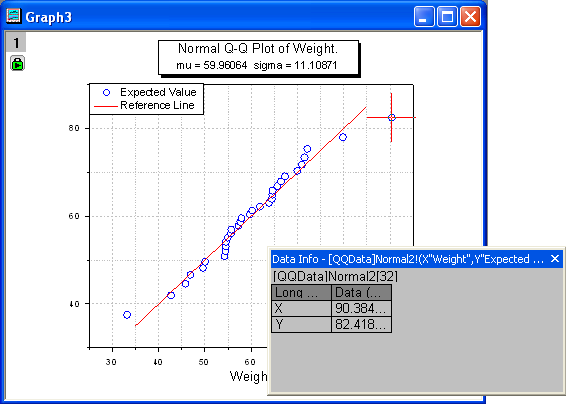 Graph3
1
Normal Q-Q Plot of Weight.
mu = 59.96064 sigma = 11.10871
Expected Value
Reference Line
80
60
40
30
40
50
60
Weigh
Data Info - [QQData]Normal2!(X"Weight",Y"Expected ...
[QQData]Normal2[32]
Long ... Data (...
X 90.384...
Y 82.418...